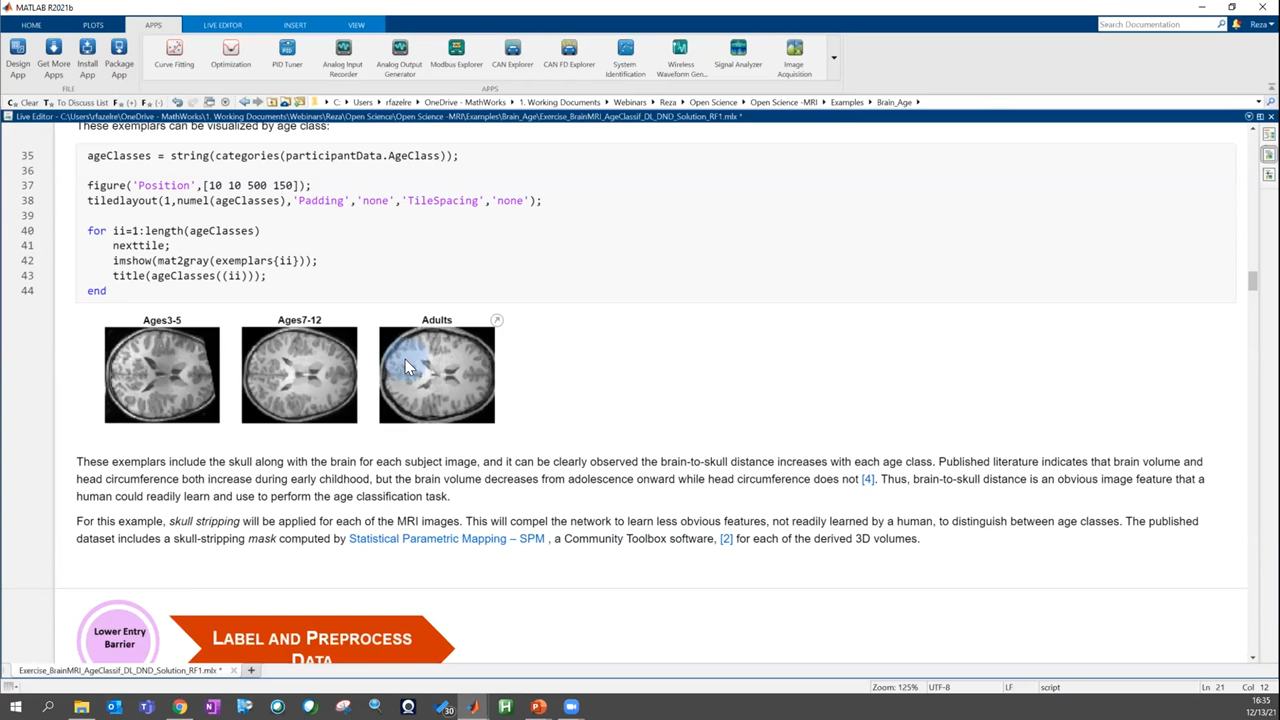 MATLAB R2021b
HOME PLOTS APPS LIVE EDITOR INSERT VIEW
Search Documentation
Reza
Design App
Get More Apps
Install App
Package App
Curve Fitting
Optimization
PID Tuner
Analog Input Recorder
Analog Output Generator
Modbus Explorer
CAN Explorer
CAN FD Explorer
System Identification
Wireless Waveform Gen...
Signal Analyzer
Image Acquisition
FILE
APPS
Clear To Discuss List F(+) F(-) C: Users rfazelre OneDrive - MathWorks 1. Working Documents Webinars Reza Open Science Open Science -MRI Examples Brain_Age
Live Editor - C:\Users\rfazelre\OneDrive - MathWorks\1. Working Documents\Webinars\Reza\Open Science\Open Science -MRI\Examples\Brain_Age\Exercise_BrainMRI_AgeClassif_DL_DND_Solution_RF1.mlx *
These exemplars can be visualized by age class:
35 ageClasses = string(categories(participantData.AgeClass));
36
37 figure('Position',[10 10 500 150]);
38 tiledlayout(1,numel(ageClasses),'Padding','none','TileSpacing','none');
39
40 for ii=1:length(ageClasses)
41 nexttile;
42 imshow(mat2gray(exemplars{ii}));
43 title(ageClasses((ii)));
44 end
Ages3-5 Ages7-12 Adults
These exemplars include the skull along with the brain for each subject image, and it can be clearly observed the brain-to-skull distance increases with each age class. Published literature indicates that brain volume and
head circumference both increase during early childhood, but the brain volume decreases from adolescence onward while head circumference does not [4]. Thus, brain-to-skull distance is an obvious image feature that a
human could readily learn and use to perform the age classification task.
For this example, skull stripping will be applied for each of the MRI images. This will compel the network to learn less obvious features, not readily learned by a human, to distinguish between age classes. The published
dataset includes a skull-stripping mask computed by Statistical Parametric Mapping – SPM , a Community Toolbox software, [2] for each of the derived 3D volumes.
Lower Entry
Barrier
LABEL AND PREPROCESS
DATA
Exercise_BrainMRI_AgeClassif_DL_DND_Solution_RF1.mlx *
Zoom: 125% UTF-8 LF script Ln 21 Col 12
30
16:35
12/13/21